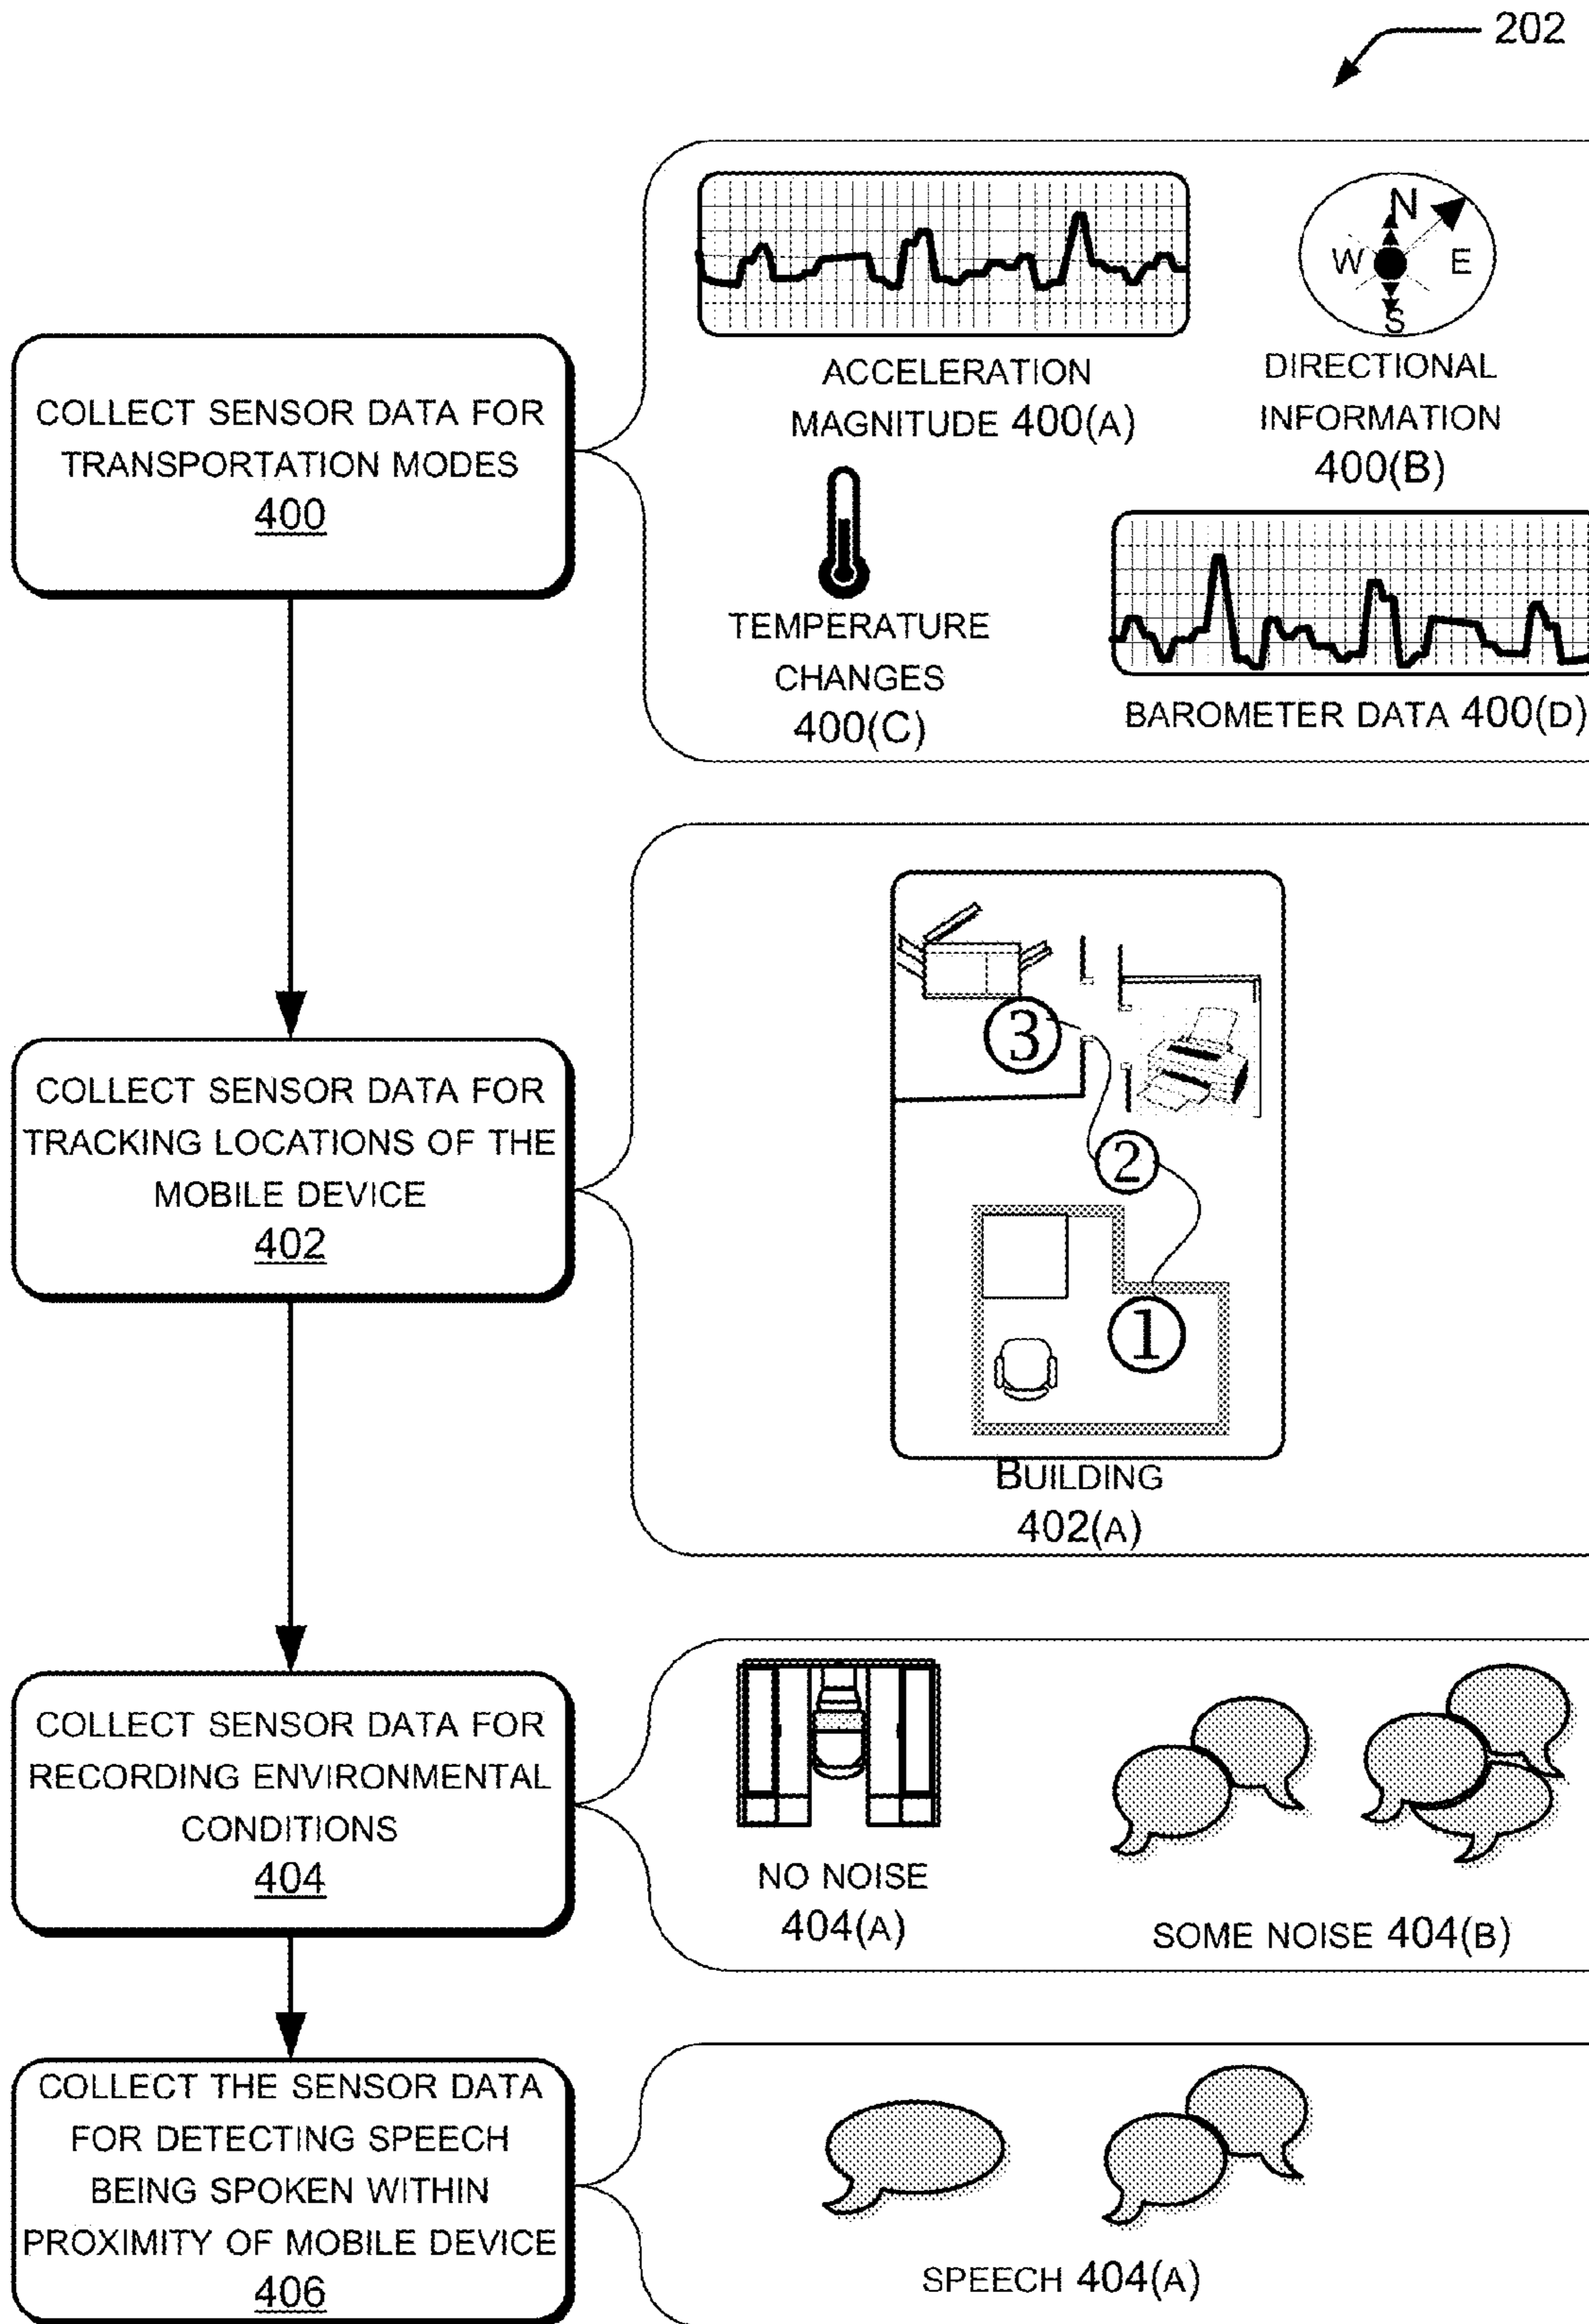 202
COLLECT SENSOR DATA FOR
TRANSPORTATION MODES
400
ACCELERATION
MAGNITUDE 400(A)
N
W
E
S
DIRECTIONAL
INFORMATION
400(B)
TEMPERATURE
CHANGES
400(C)
BAROMETER DATA 400(D)
COLLECT SENSOR DATA FOR
TRACKING LOCATIONS OF THE
MOBILE DEVICE
402
3
2
1
BUILDING
402(A)
COLLECT SENSOR DATA FOR
RECORDING ENVIRONMENTAL
CONDITIONS
404
NO NOISE
404(A)
SOME NOISE 404(B)
COLLECT THE SENSOR DATA
FOR DETECTING SPEECH
BEING SPOKEN WITHIN
PROXIMITY OF MOBILE DEVICE
406
SPEECH 404(A)